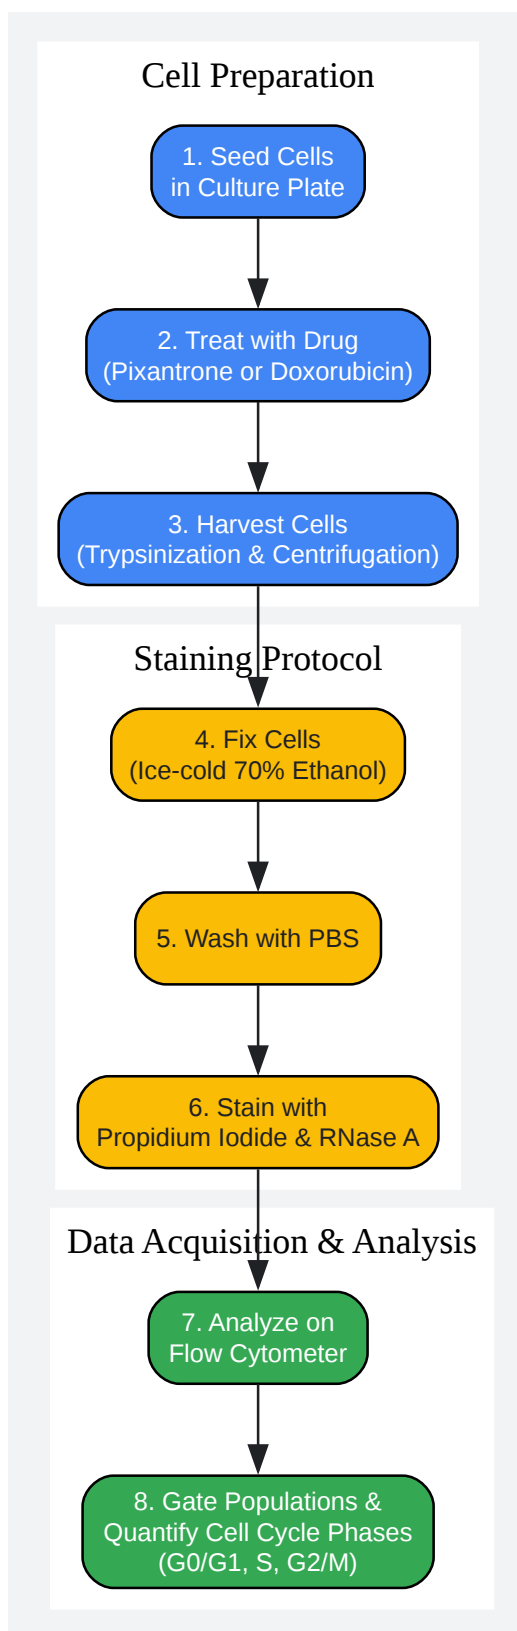 Cell Preparation
1. Seed Cells
in Culture Plate
2. Treat with Drug
(Pixantrone or Doxorubicin)
3. Harvest Cells
(Trypsinization & Centrifugation)
Staining Protocol
4. Fix Cells
(Ice-cold 70% Ethanol)
5. Wash with PBS
6. Stain with
Propidium Iodide & RNase A
Data Acquisition & Analysis
7. Analyze on
Flow Cytometer
8. Gate Populations &
Quantify Cell Cycle Phases
(G0/G1, S, G2/M)